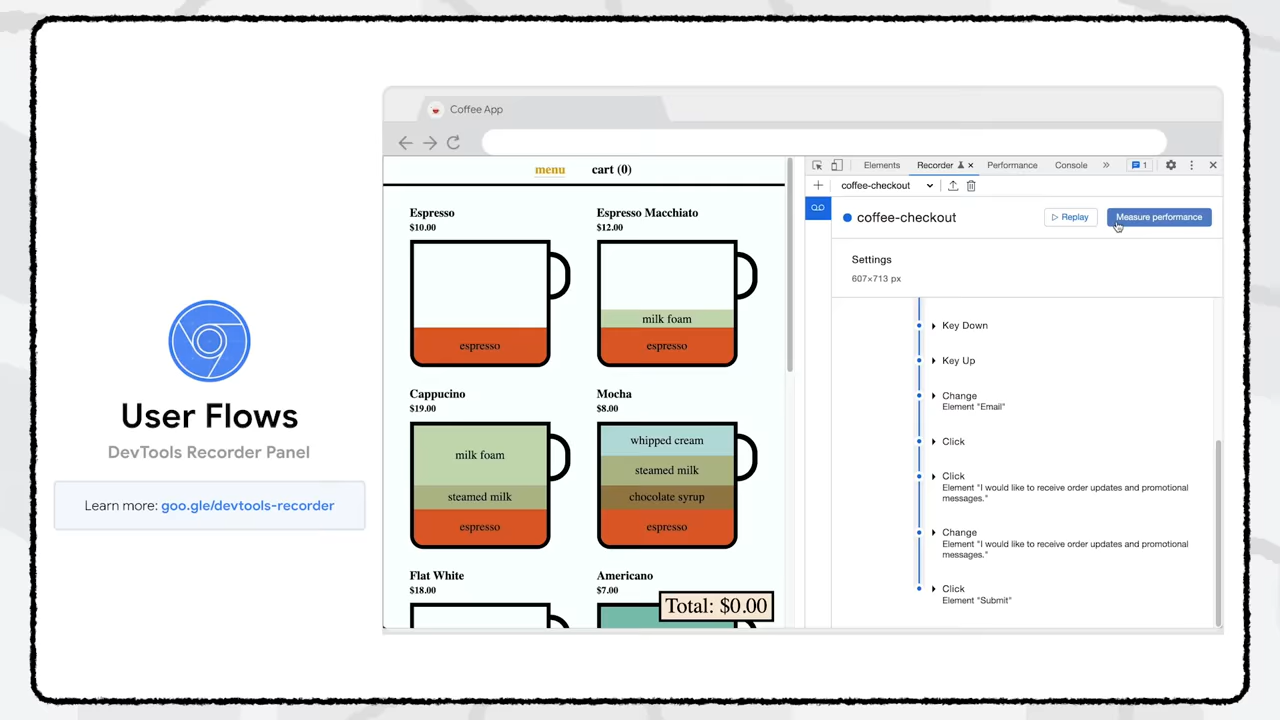 User Flows
DevTools Recorder Panel
Learn more: goo.gle/devtools-recorder
Coffee App
menu
cart (0)
Espresso
$10.00
espresso
Espresso Macchiato
$12.00
milk foam
espresso
Cappucino
$19.00
milk foam
steamed milk
espresso
Mocha
$8.00
whipped cream
steamed milk
chocolate syrup
espresso
Flat White
$18.00
Americano
$7.00
Total: $0.00
Elements
Recorder
Performance
Console
1
coffee-checkout
coffee-checkout
Replay
Measure performance
Settings
607×713 px
Key Down
Key Up
Change
Element "Email"
Click
Click
Element "I would like to receive order updates and promotional
messages."
Change
Element "I would like to receive order updates and promotional
messages."
Click
Element "Submit"